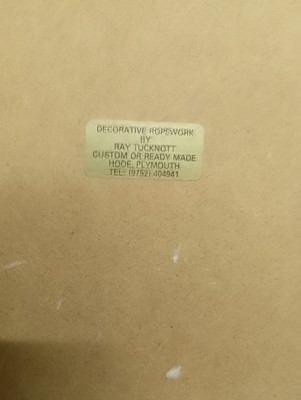 DECORATIVE ROPEWORK
BY
RAY TUCKNOTT
CUSTOM OR READY MADE
HOOE, PLYMOUTH
TEL: (0752) 404941